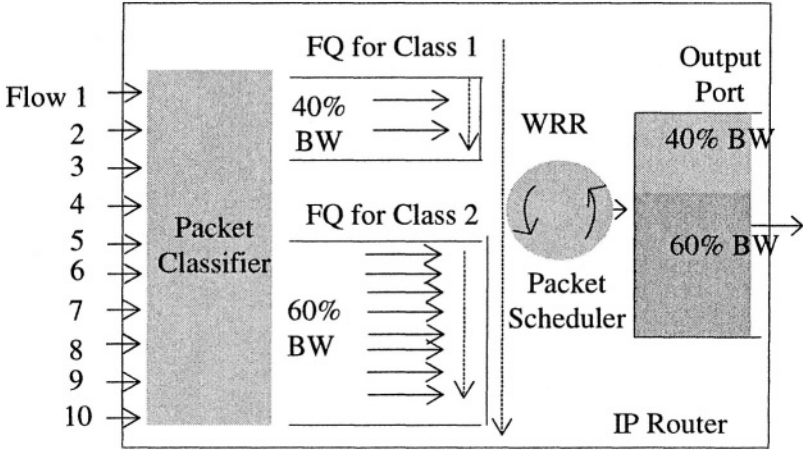 Flow 1
2
3
4
5
6
7
8
9
10
Packet
Classifier
FQ for Class 1
40%
BW
FQ for Class 2
60%
BW
WRR
Packet
Scheduler
Output
Port
40% BW
60% BW
IP Router